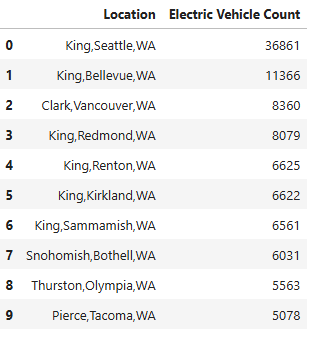 Location Electric Vehicle Count
0 King,Seattle,WA 36861
1 King,Bellevue,WA 11366
2 Clark,Vancouver,WA 8360
3 King,Redmond,WA 8079
4 King,Renton,WA 6625
5 King,Kirkland,WA 6622
6 King,Sammamish,WA 6561
7 Snohomish,Bothell,WA 6031
8 Thurston,Olympia,WA 5563
9 Pierce,Tacoma,WA 5078